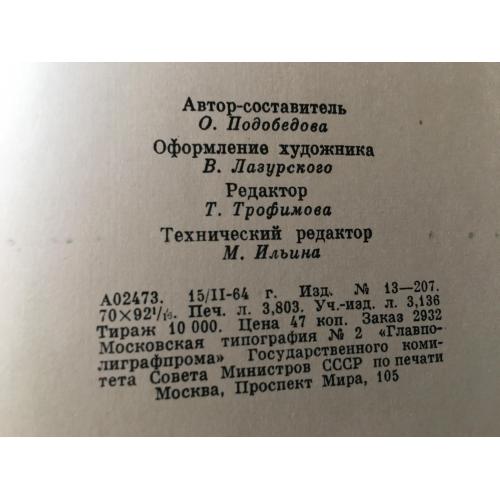 Автор-составитель
О. Подобедова
Оформление художника
В. Лазурского
Редактор
Т. Трофимова
Технический редактор
М. Ильина
А02473. 15/II-64 г. Изд. № 13—207.
70×92¹/₁₆. Печ. л. 3,803. Уч.-изд. л. 3,136
Тираж 10 000. Цена 47 коп. Заказ 2932
Московская типография № 2 «Главпо-
лиграфпрома» Государственного коми-
тета Совета Министров СССР по печати
Москва, Проспект Мира, 105